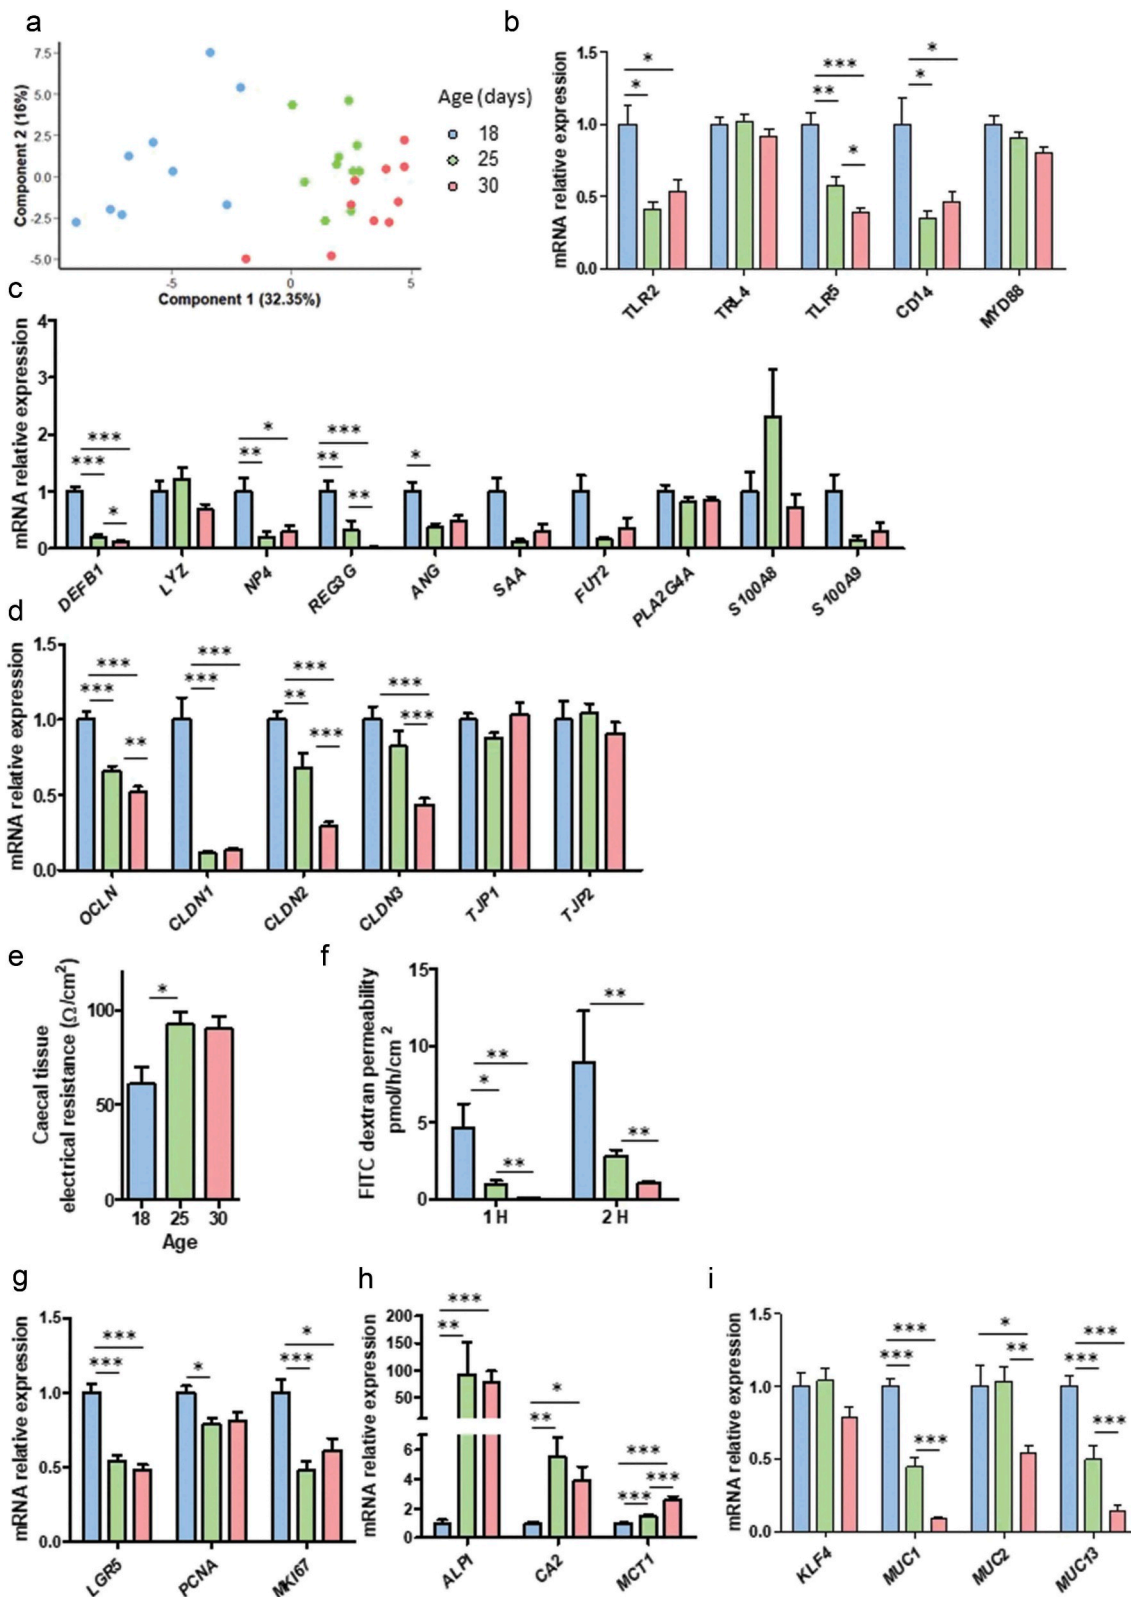 a
7.5
5.0
2.5
0.0
-2.5
-5.0
Component 2 (16%)
-5
0
5
Component 1 (32.35%)
Age (days)
18
25
30
b
mRNA relative expression
1.5
1.0
0.5
0.0
*
*
***
**
*
*
*
TLR2
TRL4
TLR5
CD14
MYD88
c
mRNA relative expression
4
3
2
1
0
***
***
*
*
**
***
**
**
*
DEFB1
LYZ
NP4
REG3G
ANG
SAA
FUT2
PLA2G4A
S100A8
S100A9
d
mRNA relative expression
1.5
1.0
0.5
0.0
***
***
**
***
***
***
**
***
***
***
OCLN
CLDN1
CLDN2
CLDN3
TJP1
TJP2
e
Caecal tissue
electrical resistance (Ω/cm²)
100
50
0
*
18 25 30
Age
f
FITC dextran permeability
pmol/h/cm²
15
10
5
0
**
*
**
**
**
1 H
2 H
g
mRNA relative expression
1.5
1.0
0.5
0.0
***
***
*
*
***
LGR5
PCNA
MKI67
h
mRNA relative expression
200
150
100
50
6
4
2
0
***
**
*
**
***
***
***
ALPI
CA2
MCT1
i
mRNA relative expression
1.5
1.0
0.5
0.0
***
***
***
*
**
***
***
***
KLF4
MUC1
MUC2
MUC13